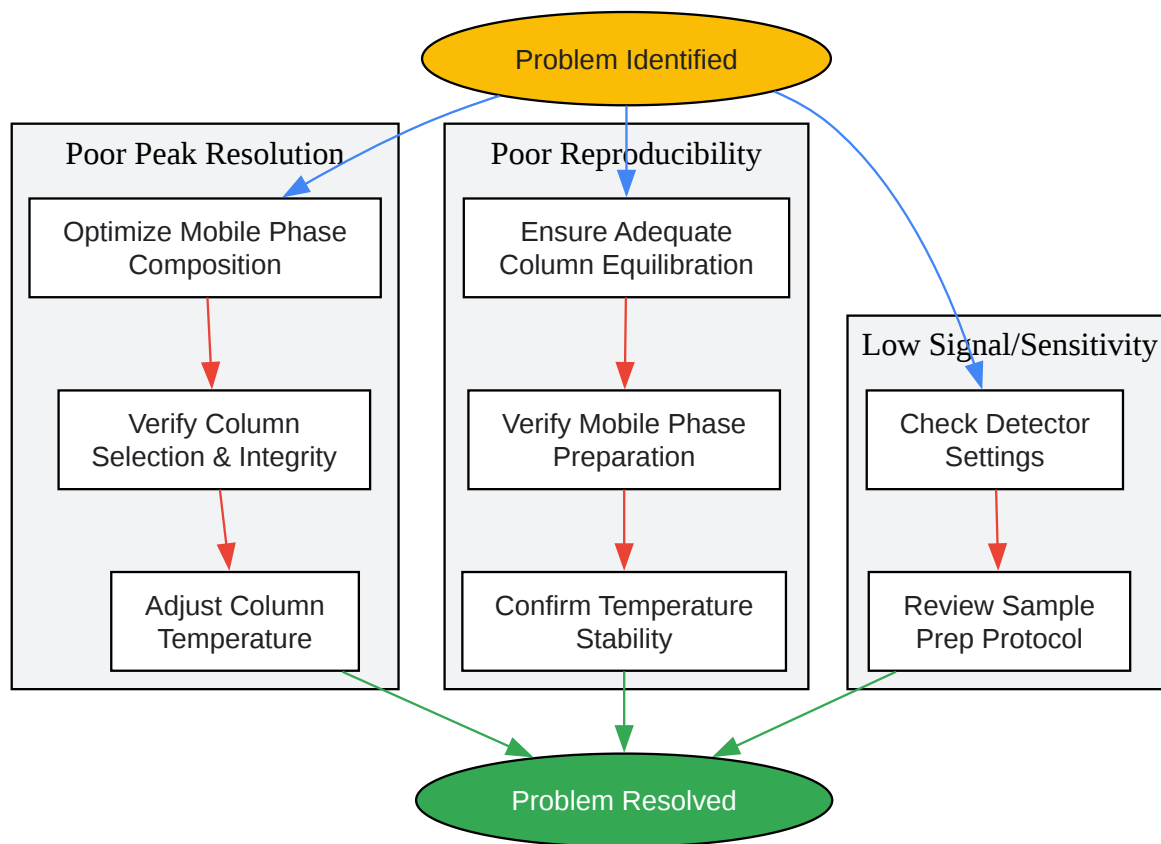 Problem Identified
Poor Peak Resolution
Optimize Mobile Phase
Composition
Verify Column
Selection & Integrity
Adjust Column
Temperature
Poor Reproducibility
Ensure Adequate
Column Equilibration
Verify Mobile Phase
Preparation
Confirm Temperature
Stability
Low Signal/Sensitivity
Check Detector
Settings
Review Sample
Prep Protocol
Problem Resolved